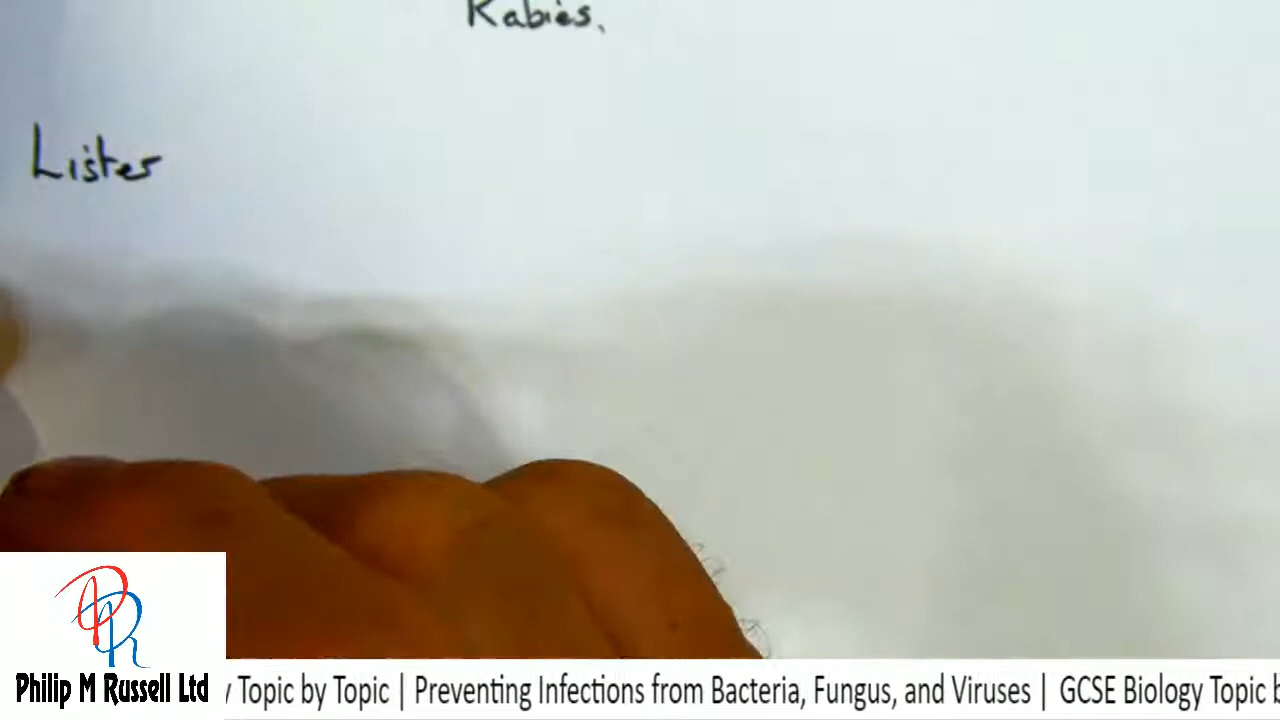 Rabies.
Lister
Philip M Russell Ltd
y Topic by Topic | Preventing Infections from Bacteria, Fungus, and Viruses | GCSE Biology Topic b